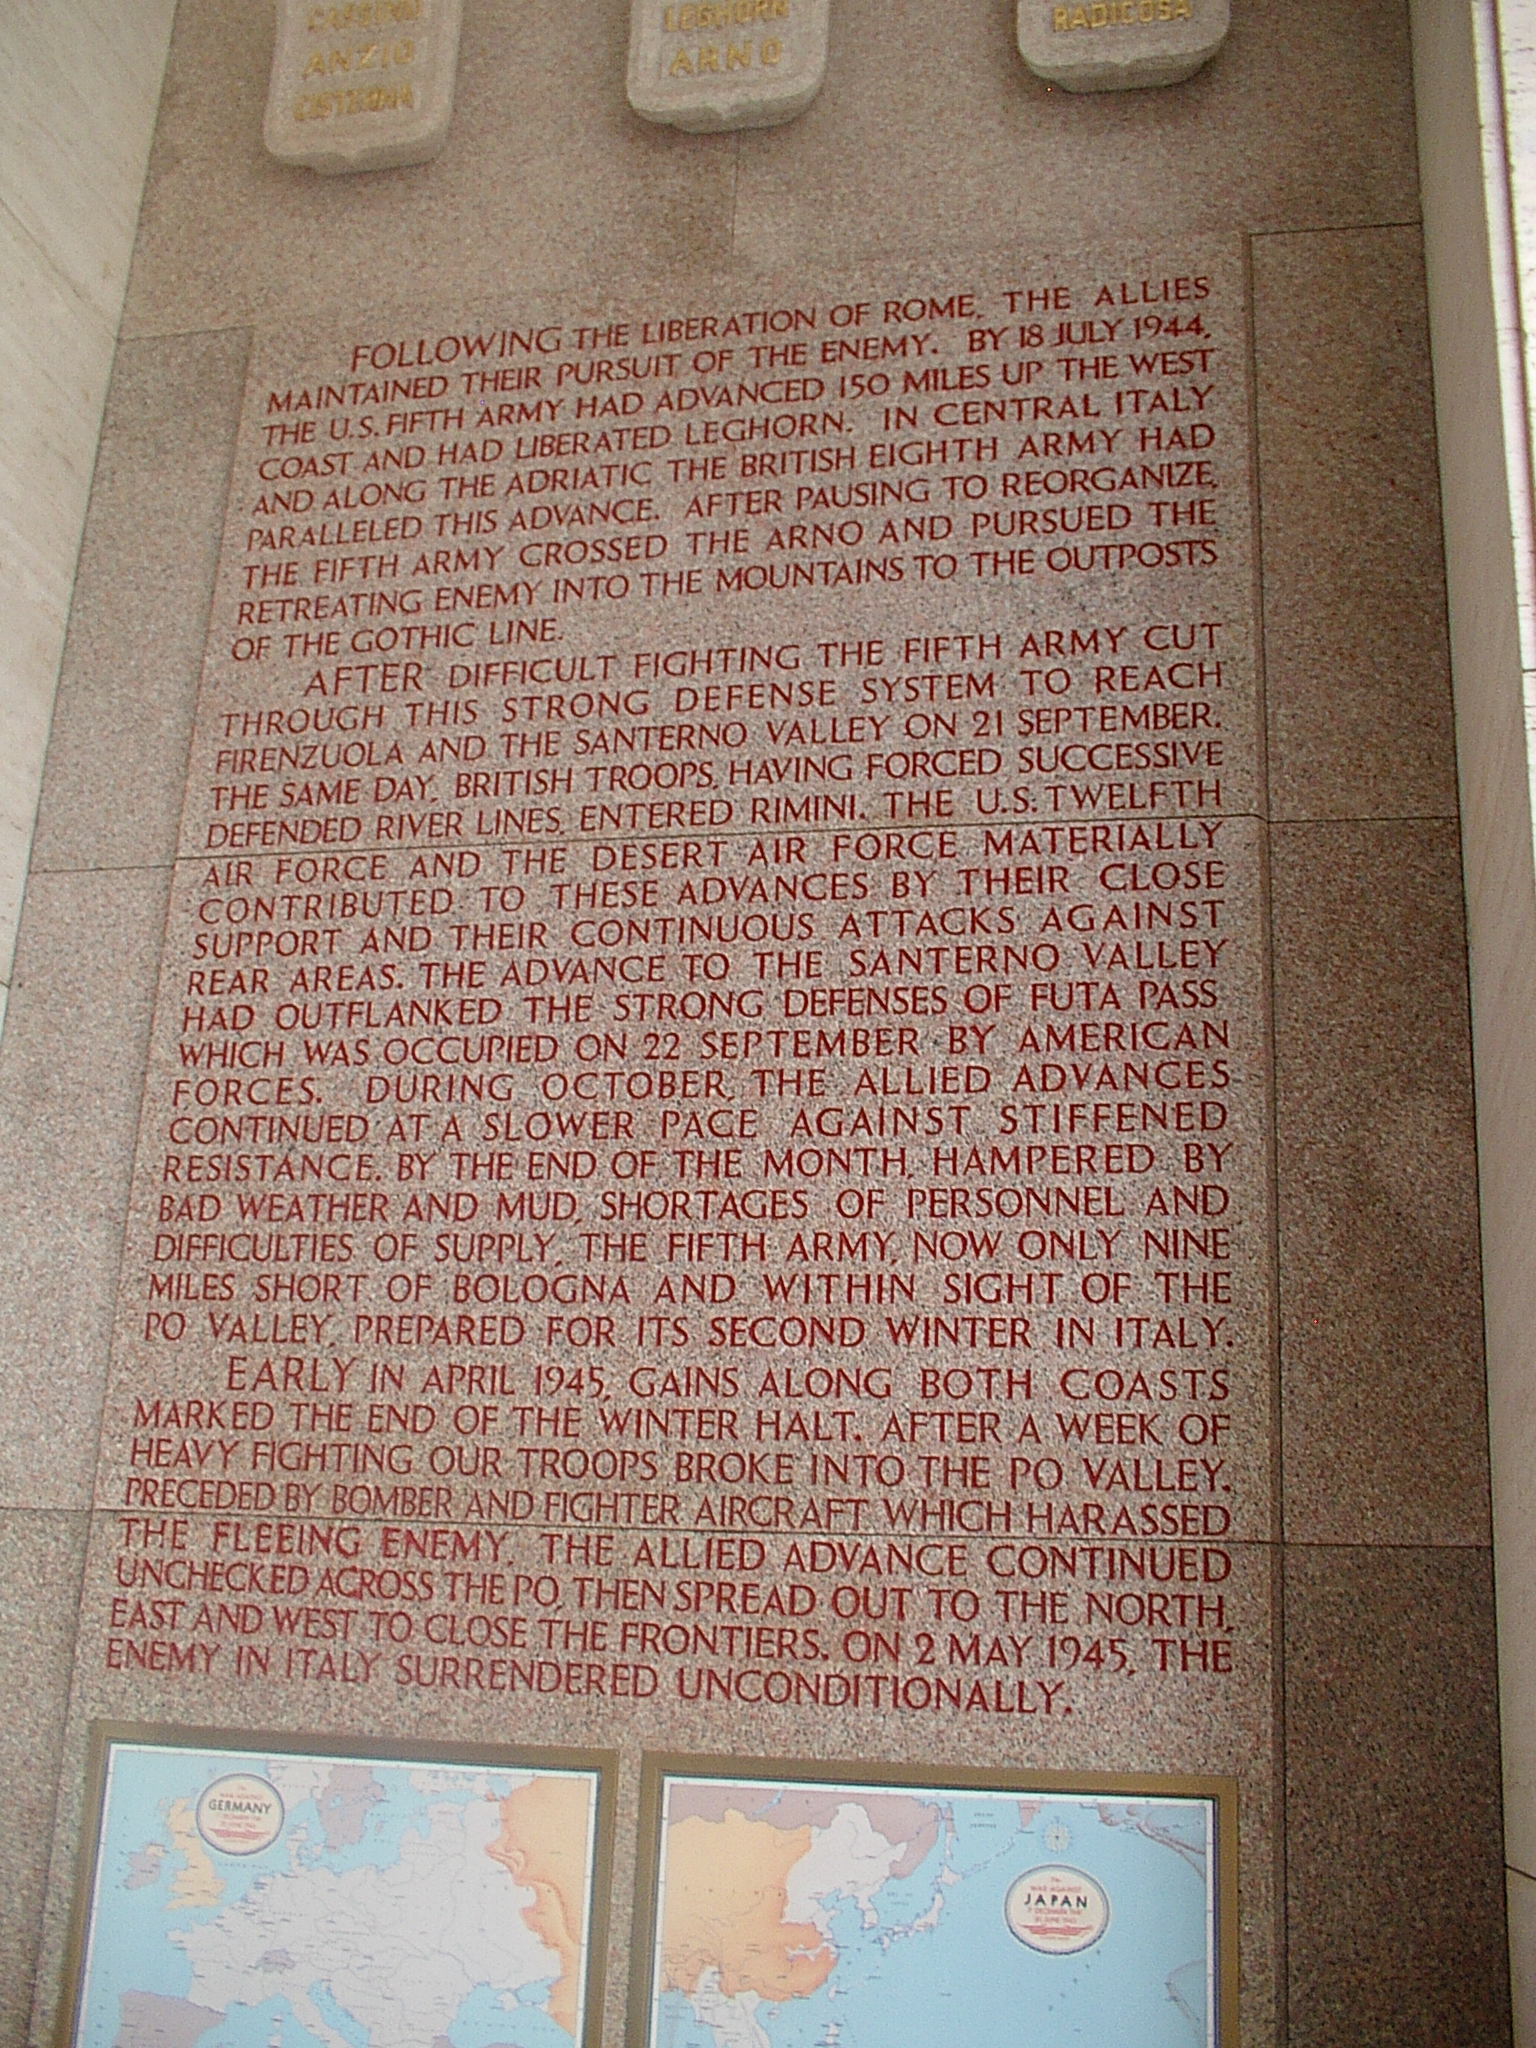 CASSINO
ANZIO
CISTERNA
LEGHORN
ARNO
RADICOSA
FOLLOWING THE LIBERATION OF ROME, THE ALLIES
MAINTAINED THEIR PURSUIT OF THE ENEMY. BY 18 JULY 1944,
THE U.S. FIFTH ARMY HAD ADVANCED 150 MILES UP THE WEST
COAST AND HAD LIBERATED LEGHORN. IN CENTRAL ITALY
AND ALONG THE ADRIATIC THE BRITISH EIGHTH ARMY HAD
PARALLELED THIS ADVANCE. AFTER PAUSING TO REORGANIZE,
THE FIFTH ARMY CROSSED THE ARNO AND PURSUED THE
RETREATING ENEMY INTO THE MOUNTAINS TO THE OUTPOSTS
OF THE GOTHIC LINE.
AFTER DIFFICULT FIGHTING THE FIFTH ARMY CUT
THROUGH THIS STRONG DEFENSE SYSTEM TO REACH
FIRENZUOLA AND THE SANTERNO VALLEY ON 21 SEPTEMBER.
THE SAME DAY, BRITISH TROOPS, HAVING FORCED SUCCESSIVE
DEFENDED RIVER LINES, ENTERED RIMINI. THE U.S. TWELFTH
AIR FORCE AND THE DESERT AIR FORCE MATERIALLY
CONTRIBUTED TO THESE ADVANCES BY THEIR CLOSE
SUPPORT AND THEIR CONTINUOUS ATTACKS AGAINST
REAR AREAS. THE ADVANCE TO THE SANTERNO VALLEY
HAD OUTFLANKED THE STRONG DEFENSES OF FUTA PASS
WHICH WAS OCCUPIED ON 22 SEPTEMBER BY AMERICAN
FORCES. DURING OCTOBER, THE ALLIED ADVANCES
CONTINUED AT A SLOWER PACE AGAINST STIFFENED
RESISTANCE. BY THE END OF THE MONTH, HAMPERED BY
BAD WEATHER AND MUD, SHORTAGES OF PERSONNEL AND
DIFFICULTIES OF SUPPLY, THE FIFTH ARMY, NOW ONLY NINE
MILES SHORT OF BOLOGNA AND WITHIN SIGHT OF THE
PO VALLEY, PREPARED FOR ITS SECOND WINTER IN ITALY.
EARLY IN APRIL 1945, GAINS ALONG BOTH COASTS
MARKED THE END OF THE WINTER HALT. AFTER A WEEK OF
HEAVY FIGHTING OUR TROOPS BROKE INTO THE PO VALLEY.
PRECEDED BY BOMBER AND FIGHTER AIRCRAFT WHICH HARASSED
THE FLEEING ENEMY, THE ALLIED ADVANCE CONTINUED
UNCHECKED ACROSS THE PO, THEN SPREAD OUT TO THE NORTH,
EAST AND WEST TO CLOSE THE FRONTIERS. ON 2 MAY 1945, THE
ENEMY IN ITALY SURRENDERED UNCONDITIONALLY.
The
WAR AGAINST
GERMANY
The
WAR AGAINST
JAPAN